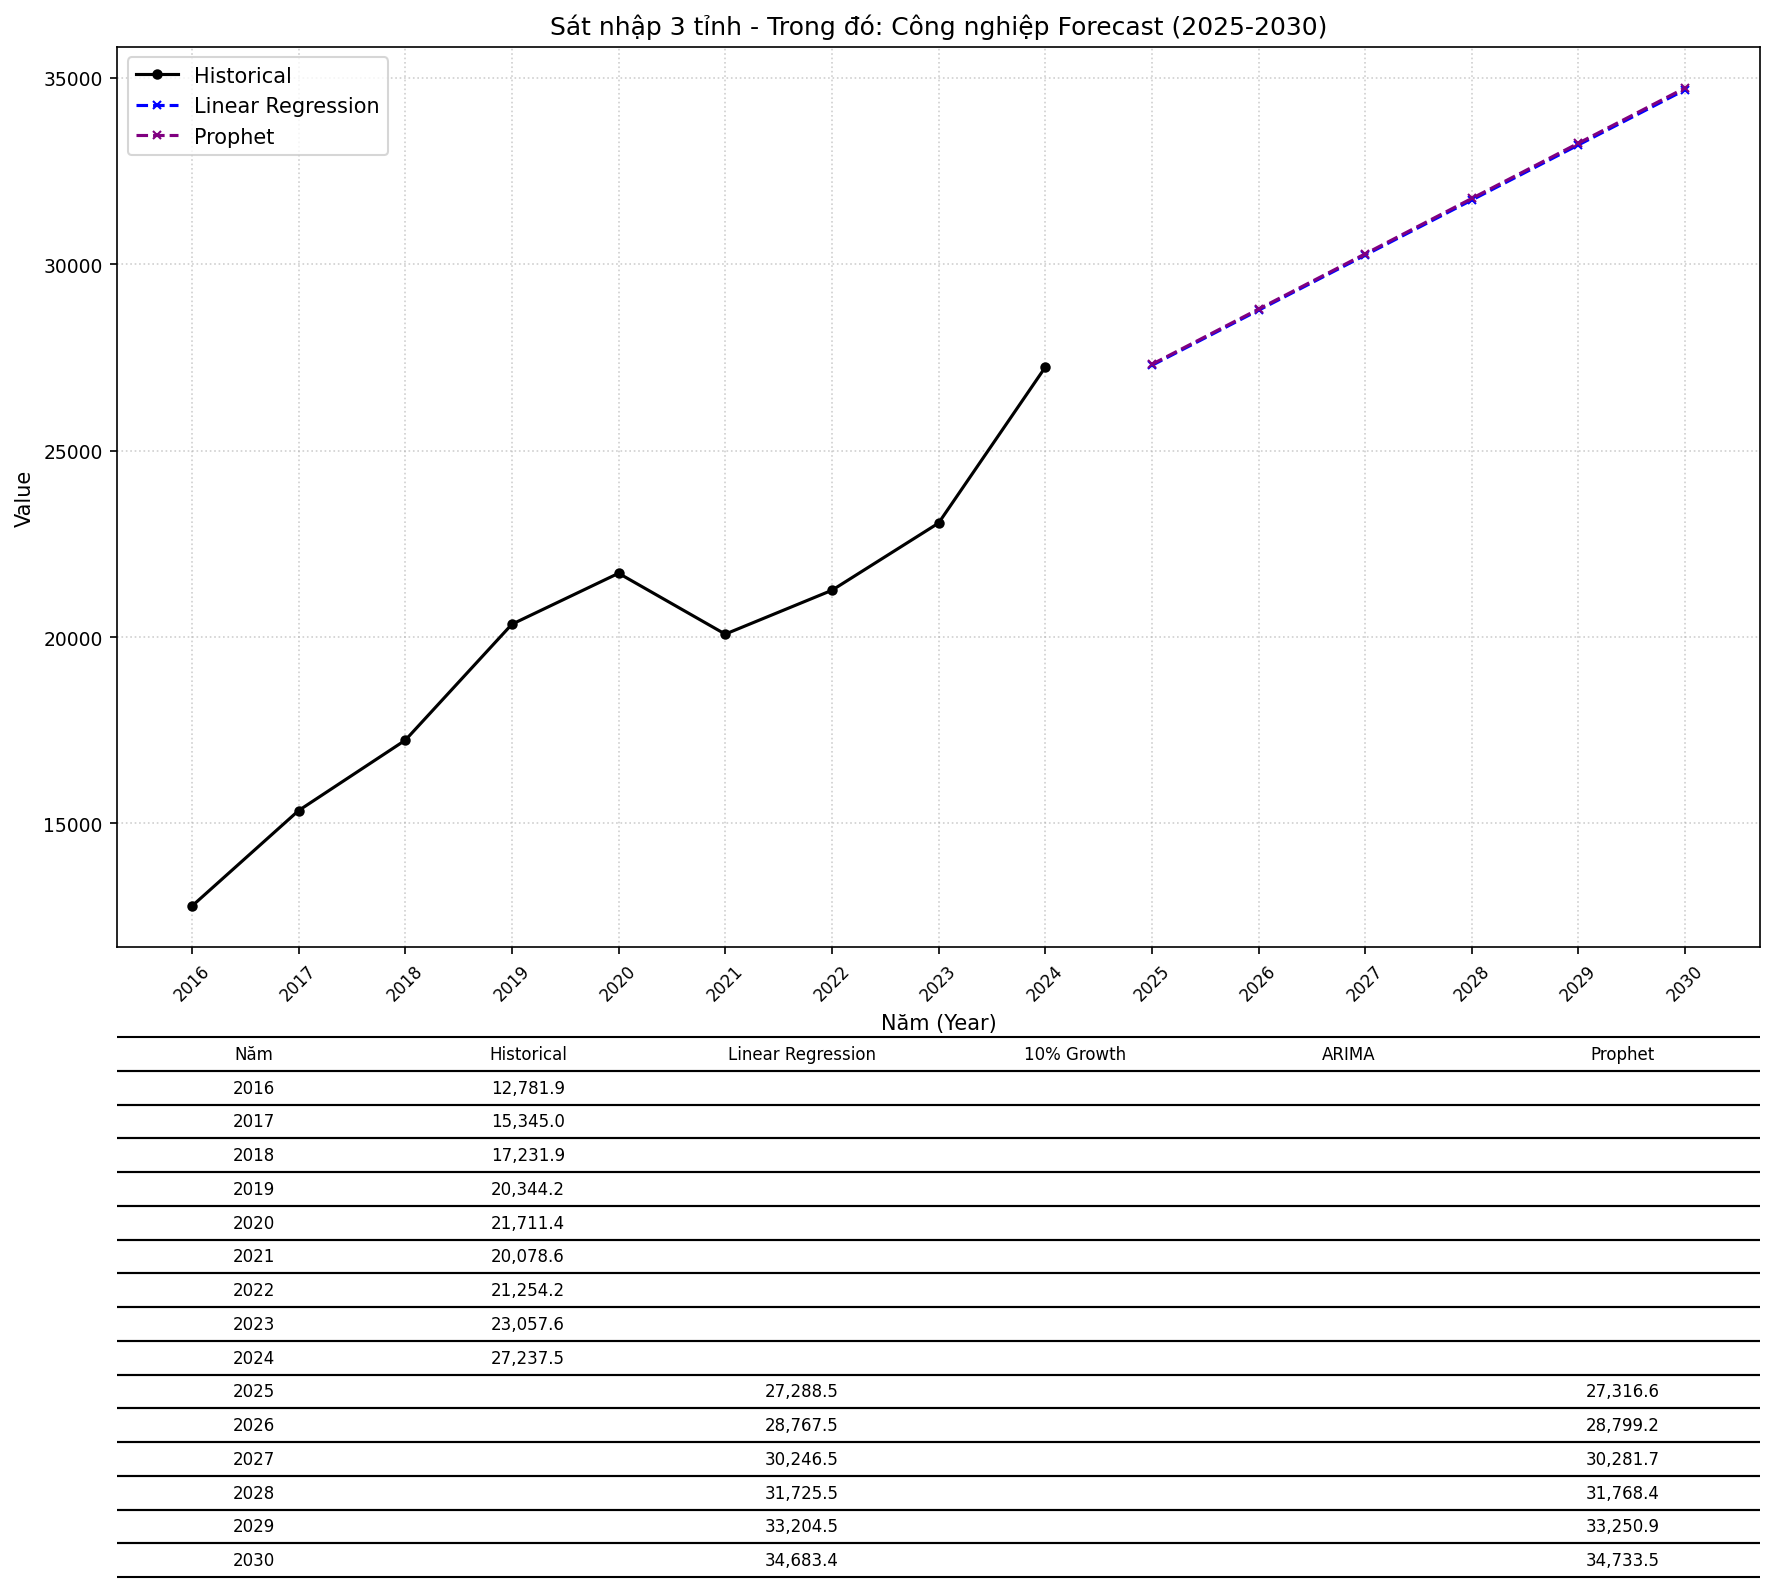 Sát nhập 3 tỉnh - Trong đó: Công nghiệp Forecast (2025-2030)
Historical
Linear Regression
Prophet
Value
35000
30000
25000
20000
15000
2016 2017 2018 2019 2020 2021 2022 2023 2024 2025 2026 2027 2028 2029 2030
Năm (Year)
Năm Historical Linear Regression 10% Growth ARIMA Prophet
2016 12,781.9
2017 15,345.0
2018 17,231.9
2019 20,344.2
2020 21,711.4
2021 20,078.6
2022 21,254.2
2023 23,057.6
2024 27,237.5
2025 27,288.5 27,316.6
2026 28,767.5 28,799.2
2027 30,246.5 30,281.7
2028 31,725.5 31,768.4
2029 33,204.5 33,250.9
2030 34,683.4 34,733.5